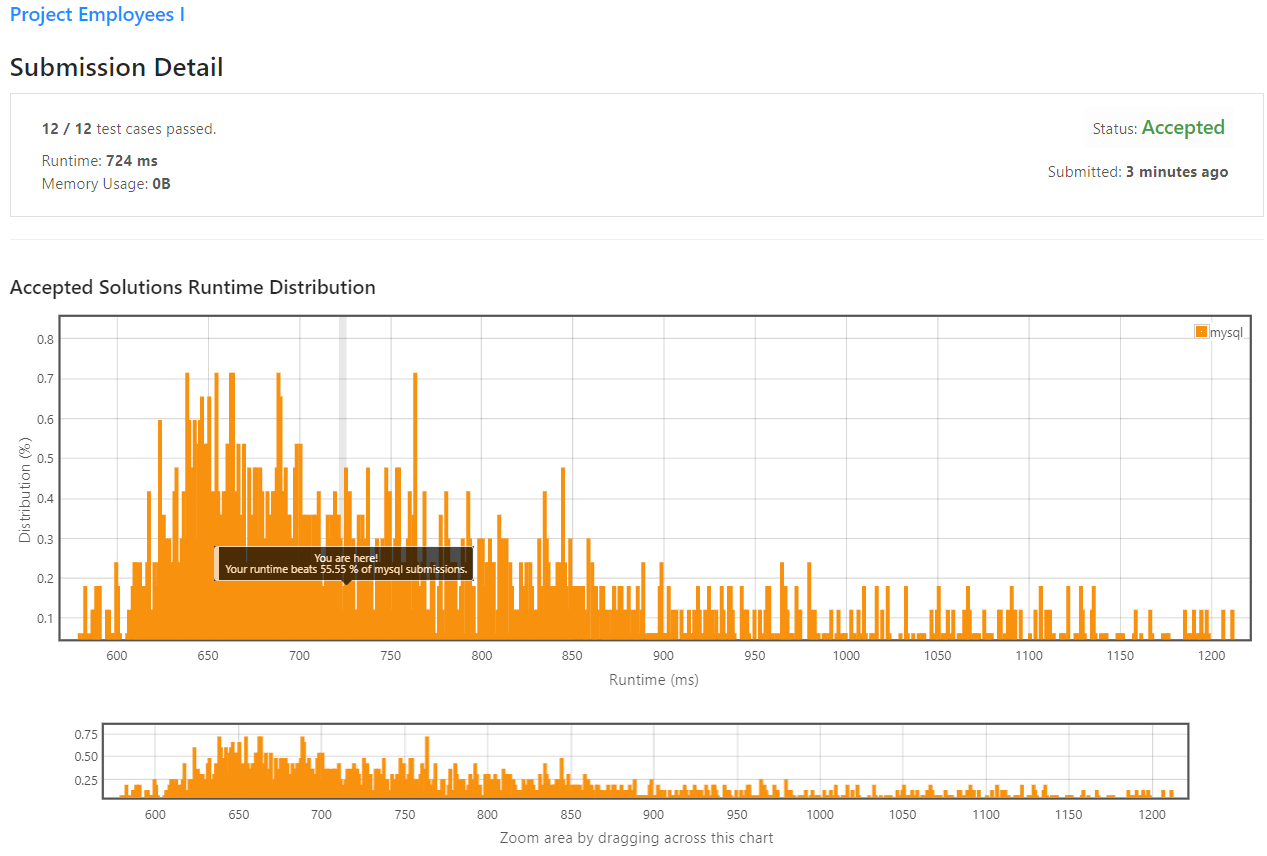 Project Employees I
Submission Detail
12 / 12 test cases passed.
Status: Accepted
Runtime: 724 ms
Memory Usage: 0B
Submitted: 3 minutes ago
Accepted Solutions Runtime Distribution
mysql
0.8
0.7
0.6
0.5
0.4
0.3
0.2
0.1
Distribution (%)
You are here!
Your runtime beats 55.55 % of mysql submissions.
600 650 700 750 800 850 900 950 1000 1050 1100 1150 1200
Runtime (ms)
0.75
0.50
0.25
600 650 700 750 800 850 900 950 1000 1050 1100 1150 1200
Zoom area by dragging across this chart